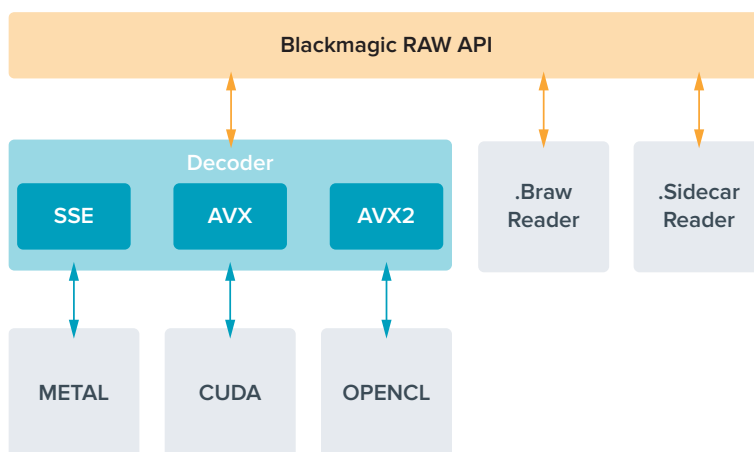 Blackmagic RAW API
Decoder
SSE
AVX
AVX2
.Braw
Reader
.Sidecar
Reader
METAL
CUDA
OPENCL